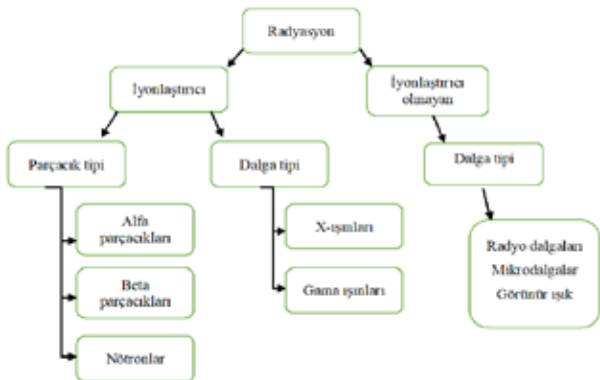 Radyasyon
İyonlaştırıcı
İyonlaştırıcı
olmayan
Parçacık tipi
Dalga tipi
Dalga tipi
Alfa
parçacıkları
X-ışınları
Radyo dalgaları
Mikrodalgalar
Görünür ışık
Beta
parçacıkları
Gama ışınları
Nötronlar